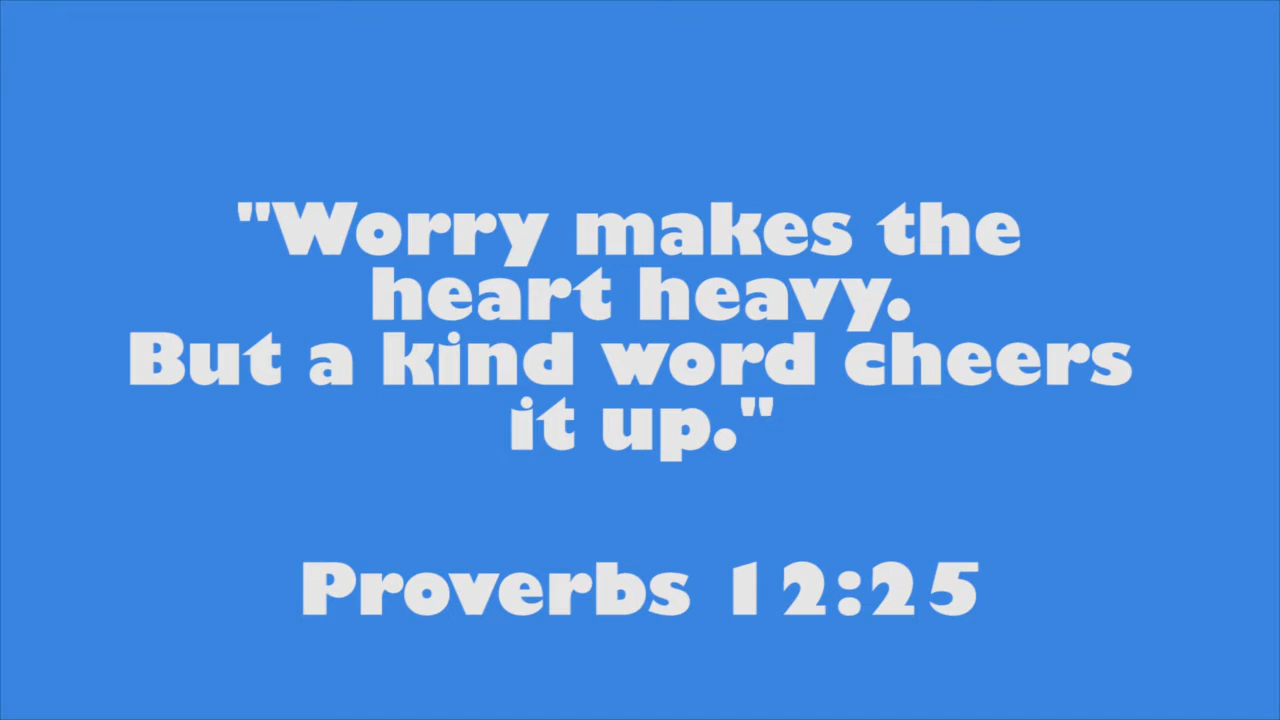 "Worry makes the
heart heavy.
But a kind word cheers
it up."
Proverbs 12:25